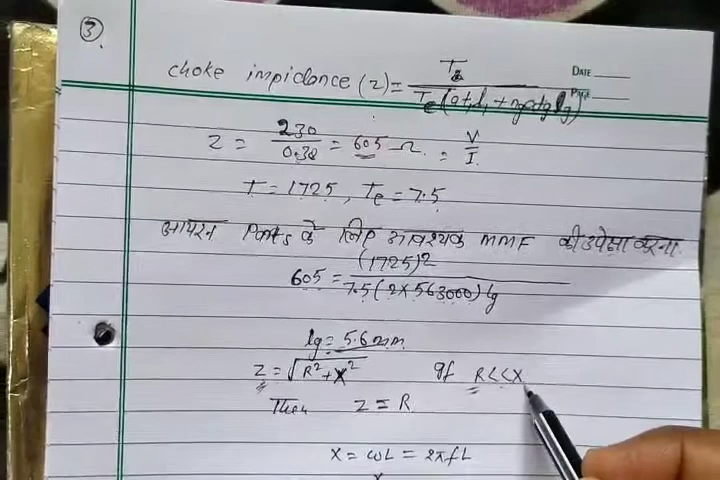 ③.
DATE
PAGE
choke impidance (z) = T² / Te (at₁l₁ + ngatglg)
Z = 230 / 0.38 = 605 Ω. = V / I.
T = 1725, Te = 7.5
आयरन Parts के लिए आवश्यक MMF की उपेक्षा करना.
605 = (1725)2 / 7.5 (2×563000) lg
lg = 5.6 mm.
Z = √R²+X² If R<<X
Then Z = R
X = ωL = 2πfL
X